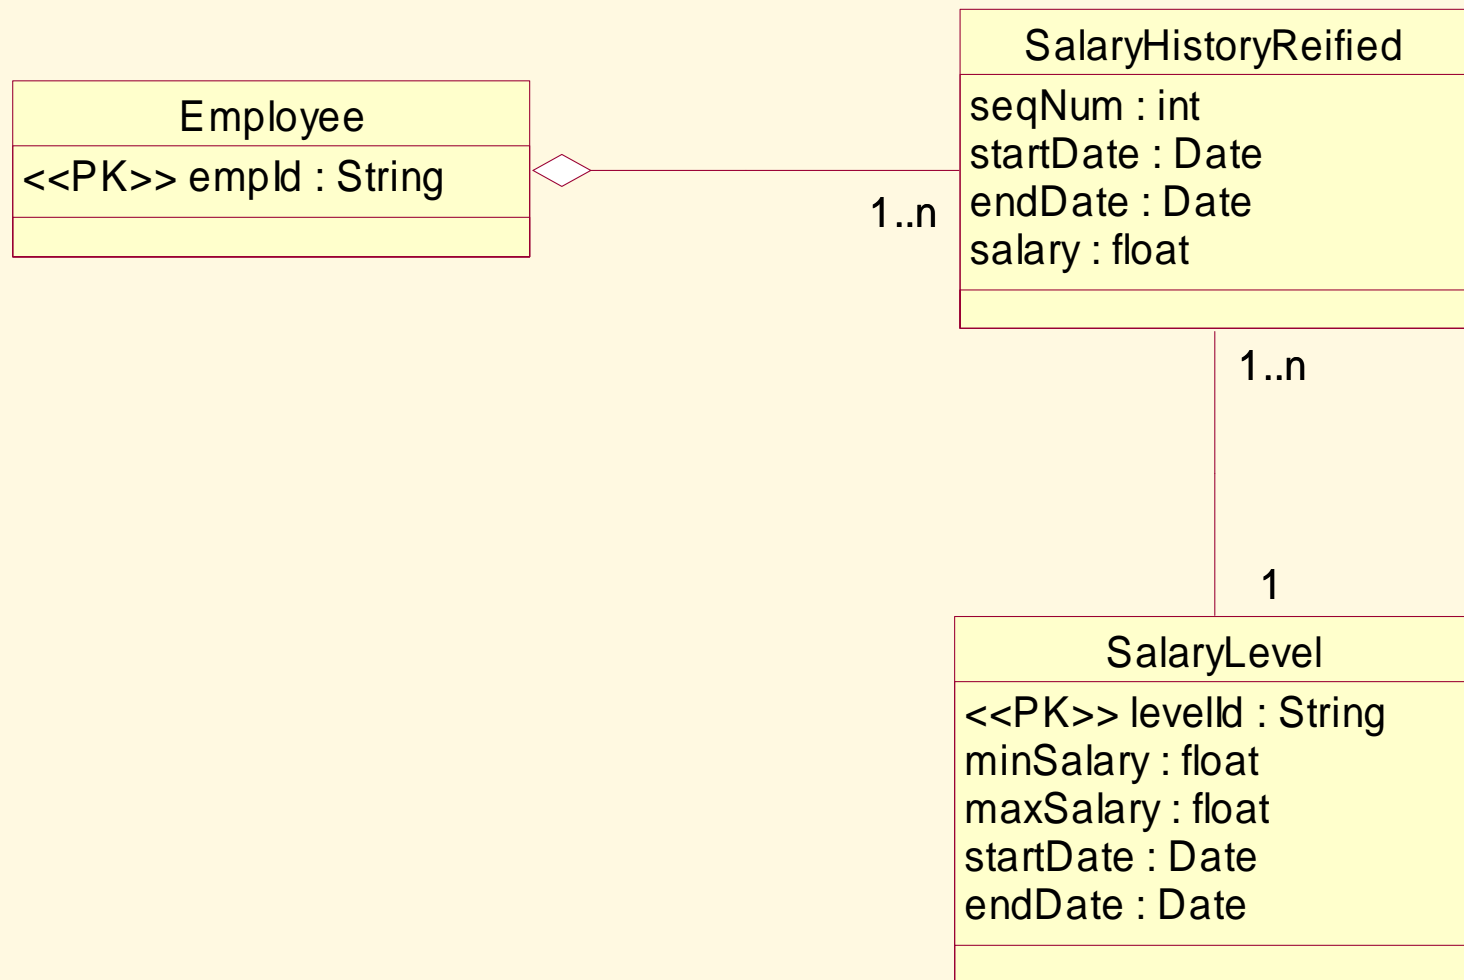 Employee
<<PK>> empId : String
SalaryHistoryReified
seqNum : int
startDate : Date
endDate : Date
salary : float
1..n
1..n
1
SalaryLevel
<<PK>> levelId : String
minSalary : float
maxSalary : float
startDate : Date
endDate : Date